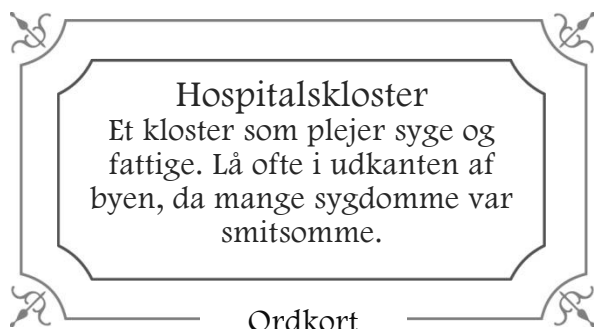 Hospitalskloster
Et kloster som plejer syge og
fattige. Lå ofte i udkanten af
byen, da mange sygdomme var
smitsomme.
Ordkort